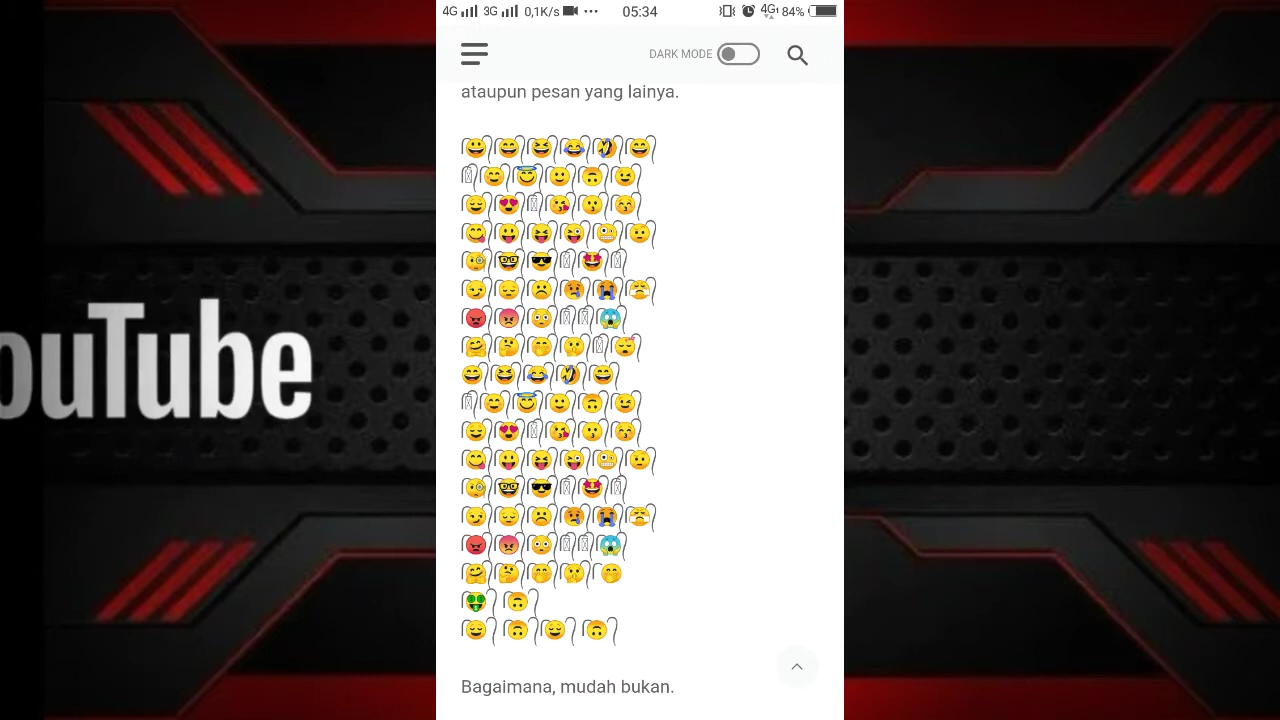 4G 3G 0,1K/s ··· 05:34 4G 84%
DARK MODE
ataupun pesan yang lainya.
ouTube
Bagaimana, mudah bukan.